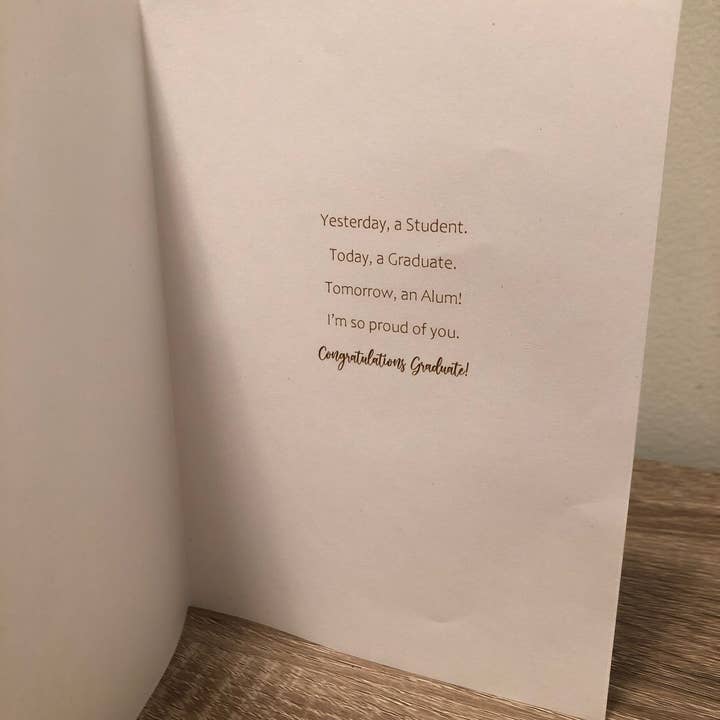 Yesterday, a Student.
Today, a Graduate.
Tomorrow, an Alum!
I'm so proud of you.
Congratulations Graduate!